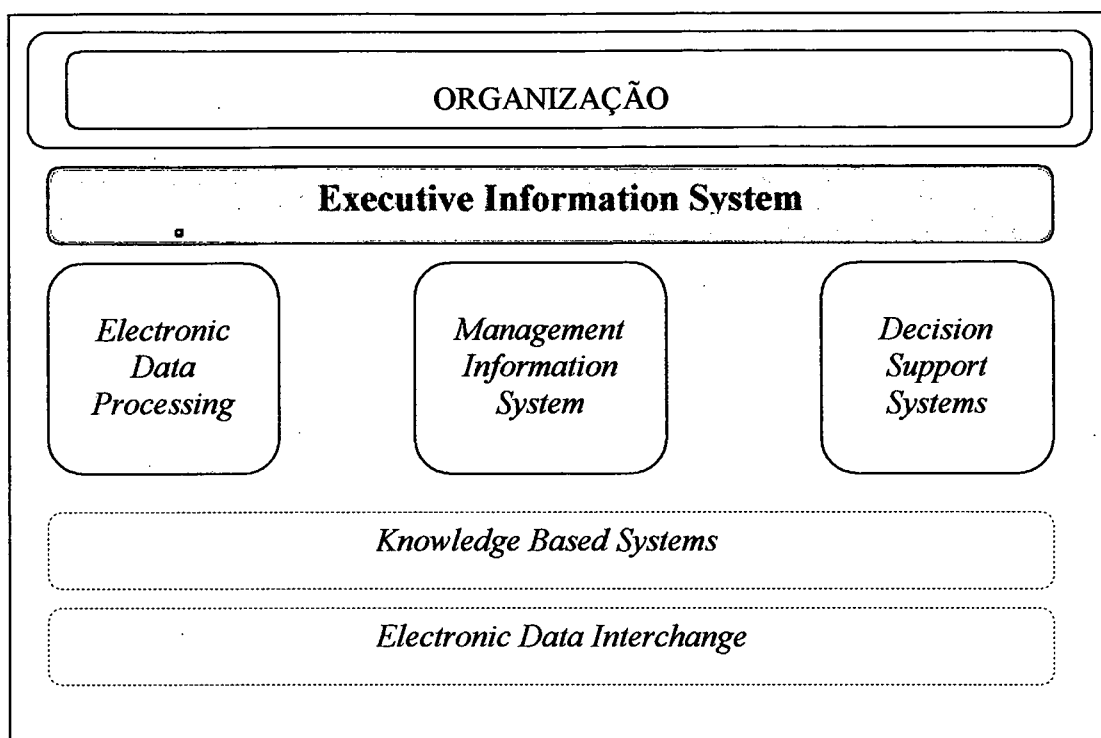 ORGANIZAÇÃO
Executive Information System
Electronic
Data
Processing
Management
Information
System
Decision
Support
Systems
Knowledge Based Systems
Electronic Data Interchange